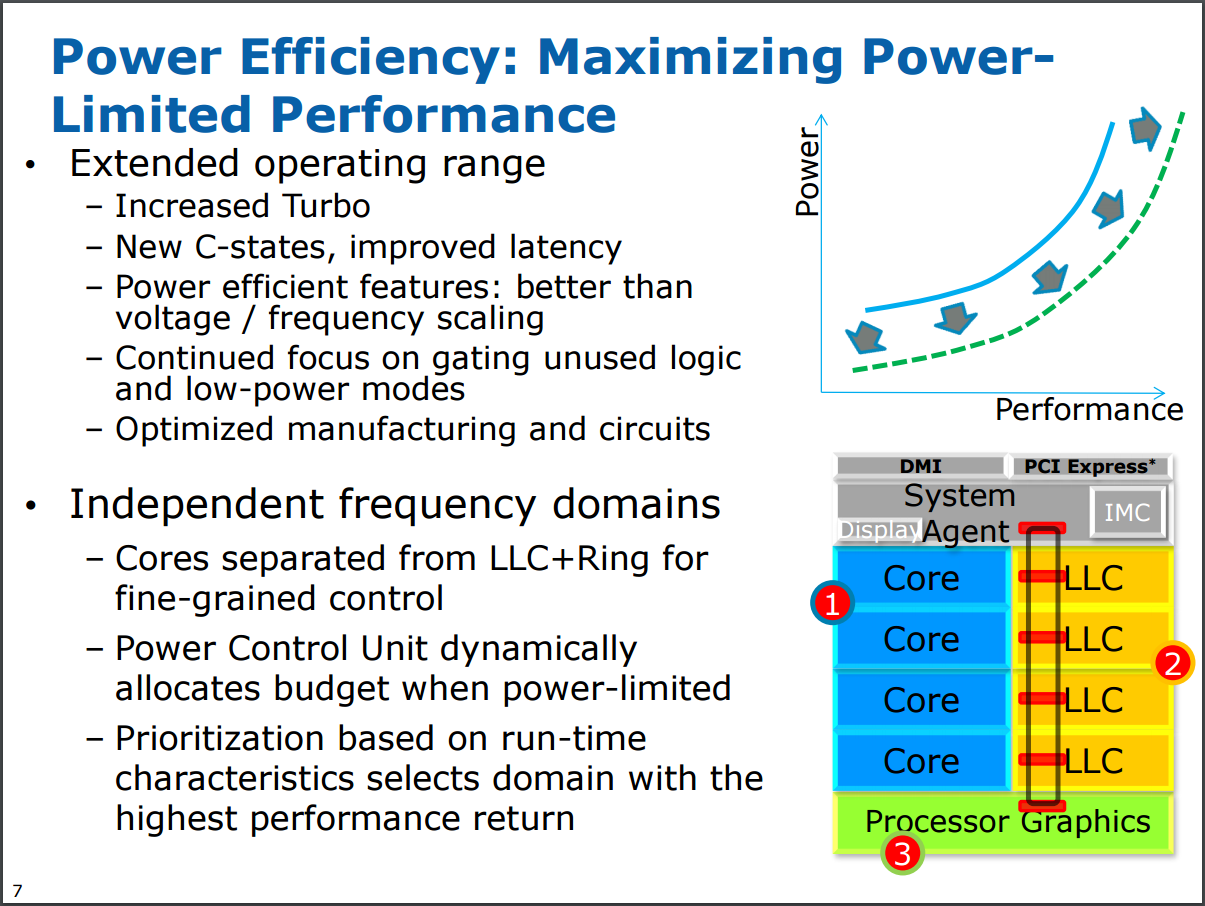 Power Efficiency: Maximizing Power-
Limited Performance
• Extended operating range
– Increased Turbo
– New C-states, improved latency
– Power efficient features: better than
voltage / frequency scaling
– Continued focus on gating unused logic
and low-power modes
– Optimized manufacturing and circuits
• Independent frequency domains
– Cores separated from LLC+Ring for
fine-grained control
– Power Control Unit dynamically
allocates budget when power-limited
– Prioritization based on run-time
characteristics selects domain with the
highest performance return
Power
Performance
DMI
PCI Express*
System
Agent
Display
IMC
Core
LLC
1
Core
LLC
2
Core
LLC
Core
LLC
Processor Graphics
3
7